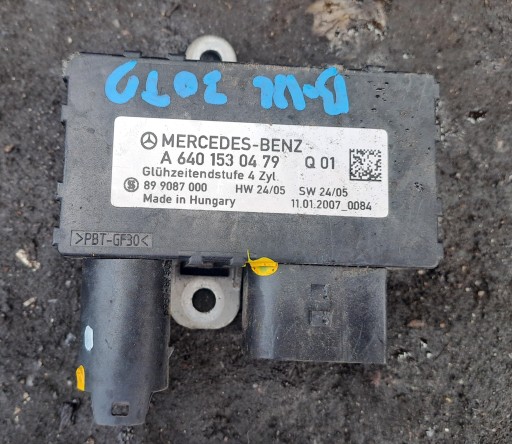 MERCEDES-BENZ
A 640 153 04 79 Q 01
Glühzeitendstufe 4 Zyl.
89 9087 000 HW 24/05 SW 24/05
Made in Hungary 11.01.2007_0084
>PBT-GF30<